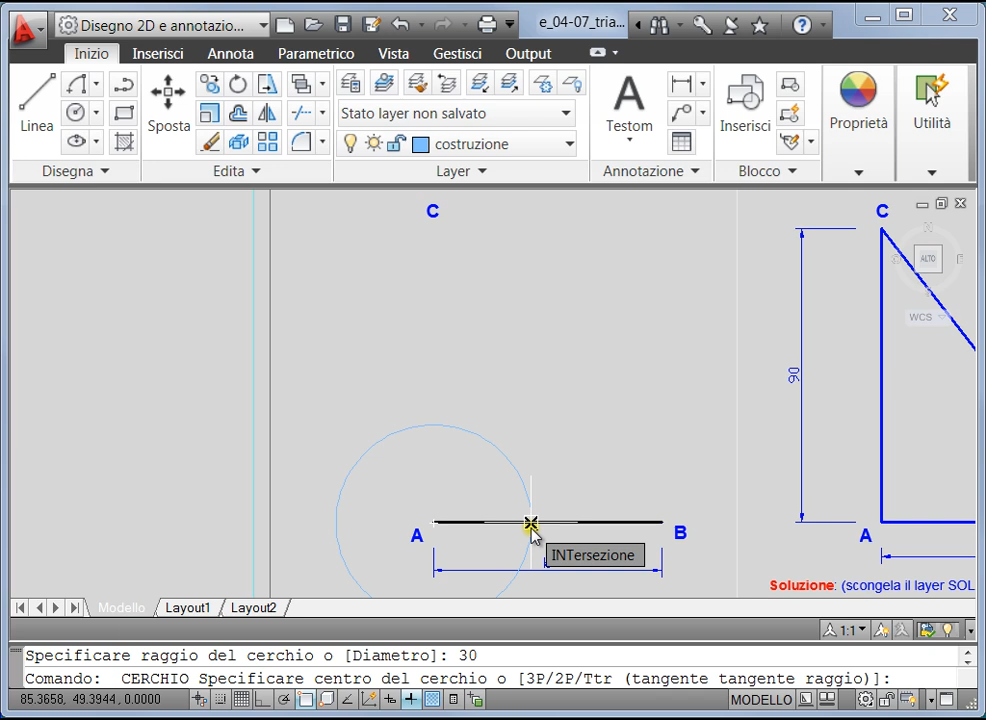 Disegno 2D e annotazio...
e_04-07_tria...
Inizio Inserisci Annota Parametrico Vista Gestisci Output
Stato layer non salvato
Linea Sposta Testom Inserisci Proprietà Utilità
costruzione
Disegna Edita Layer Annotazione Blocco
C
C
ALTO
WCS
90
A
B
INTersezione
A
Soluzione: (scongela il layer SOL
Modello Layout1 Layout2
1:1
Specificare raggio del cerchio o [Diametro]: 30
Comando: CERCHIO Specificare centro del cerchio o [3P/2P/Ttr (tangente tangente raggio)]:
85.3658, 49.3944, 0.0000
MODELLO